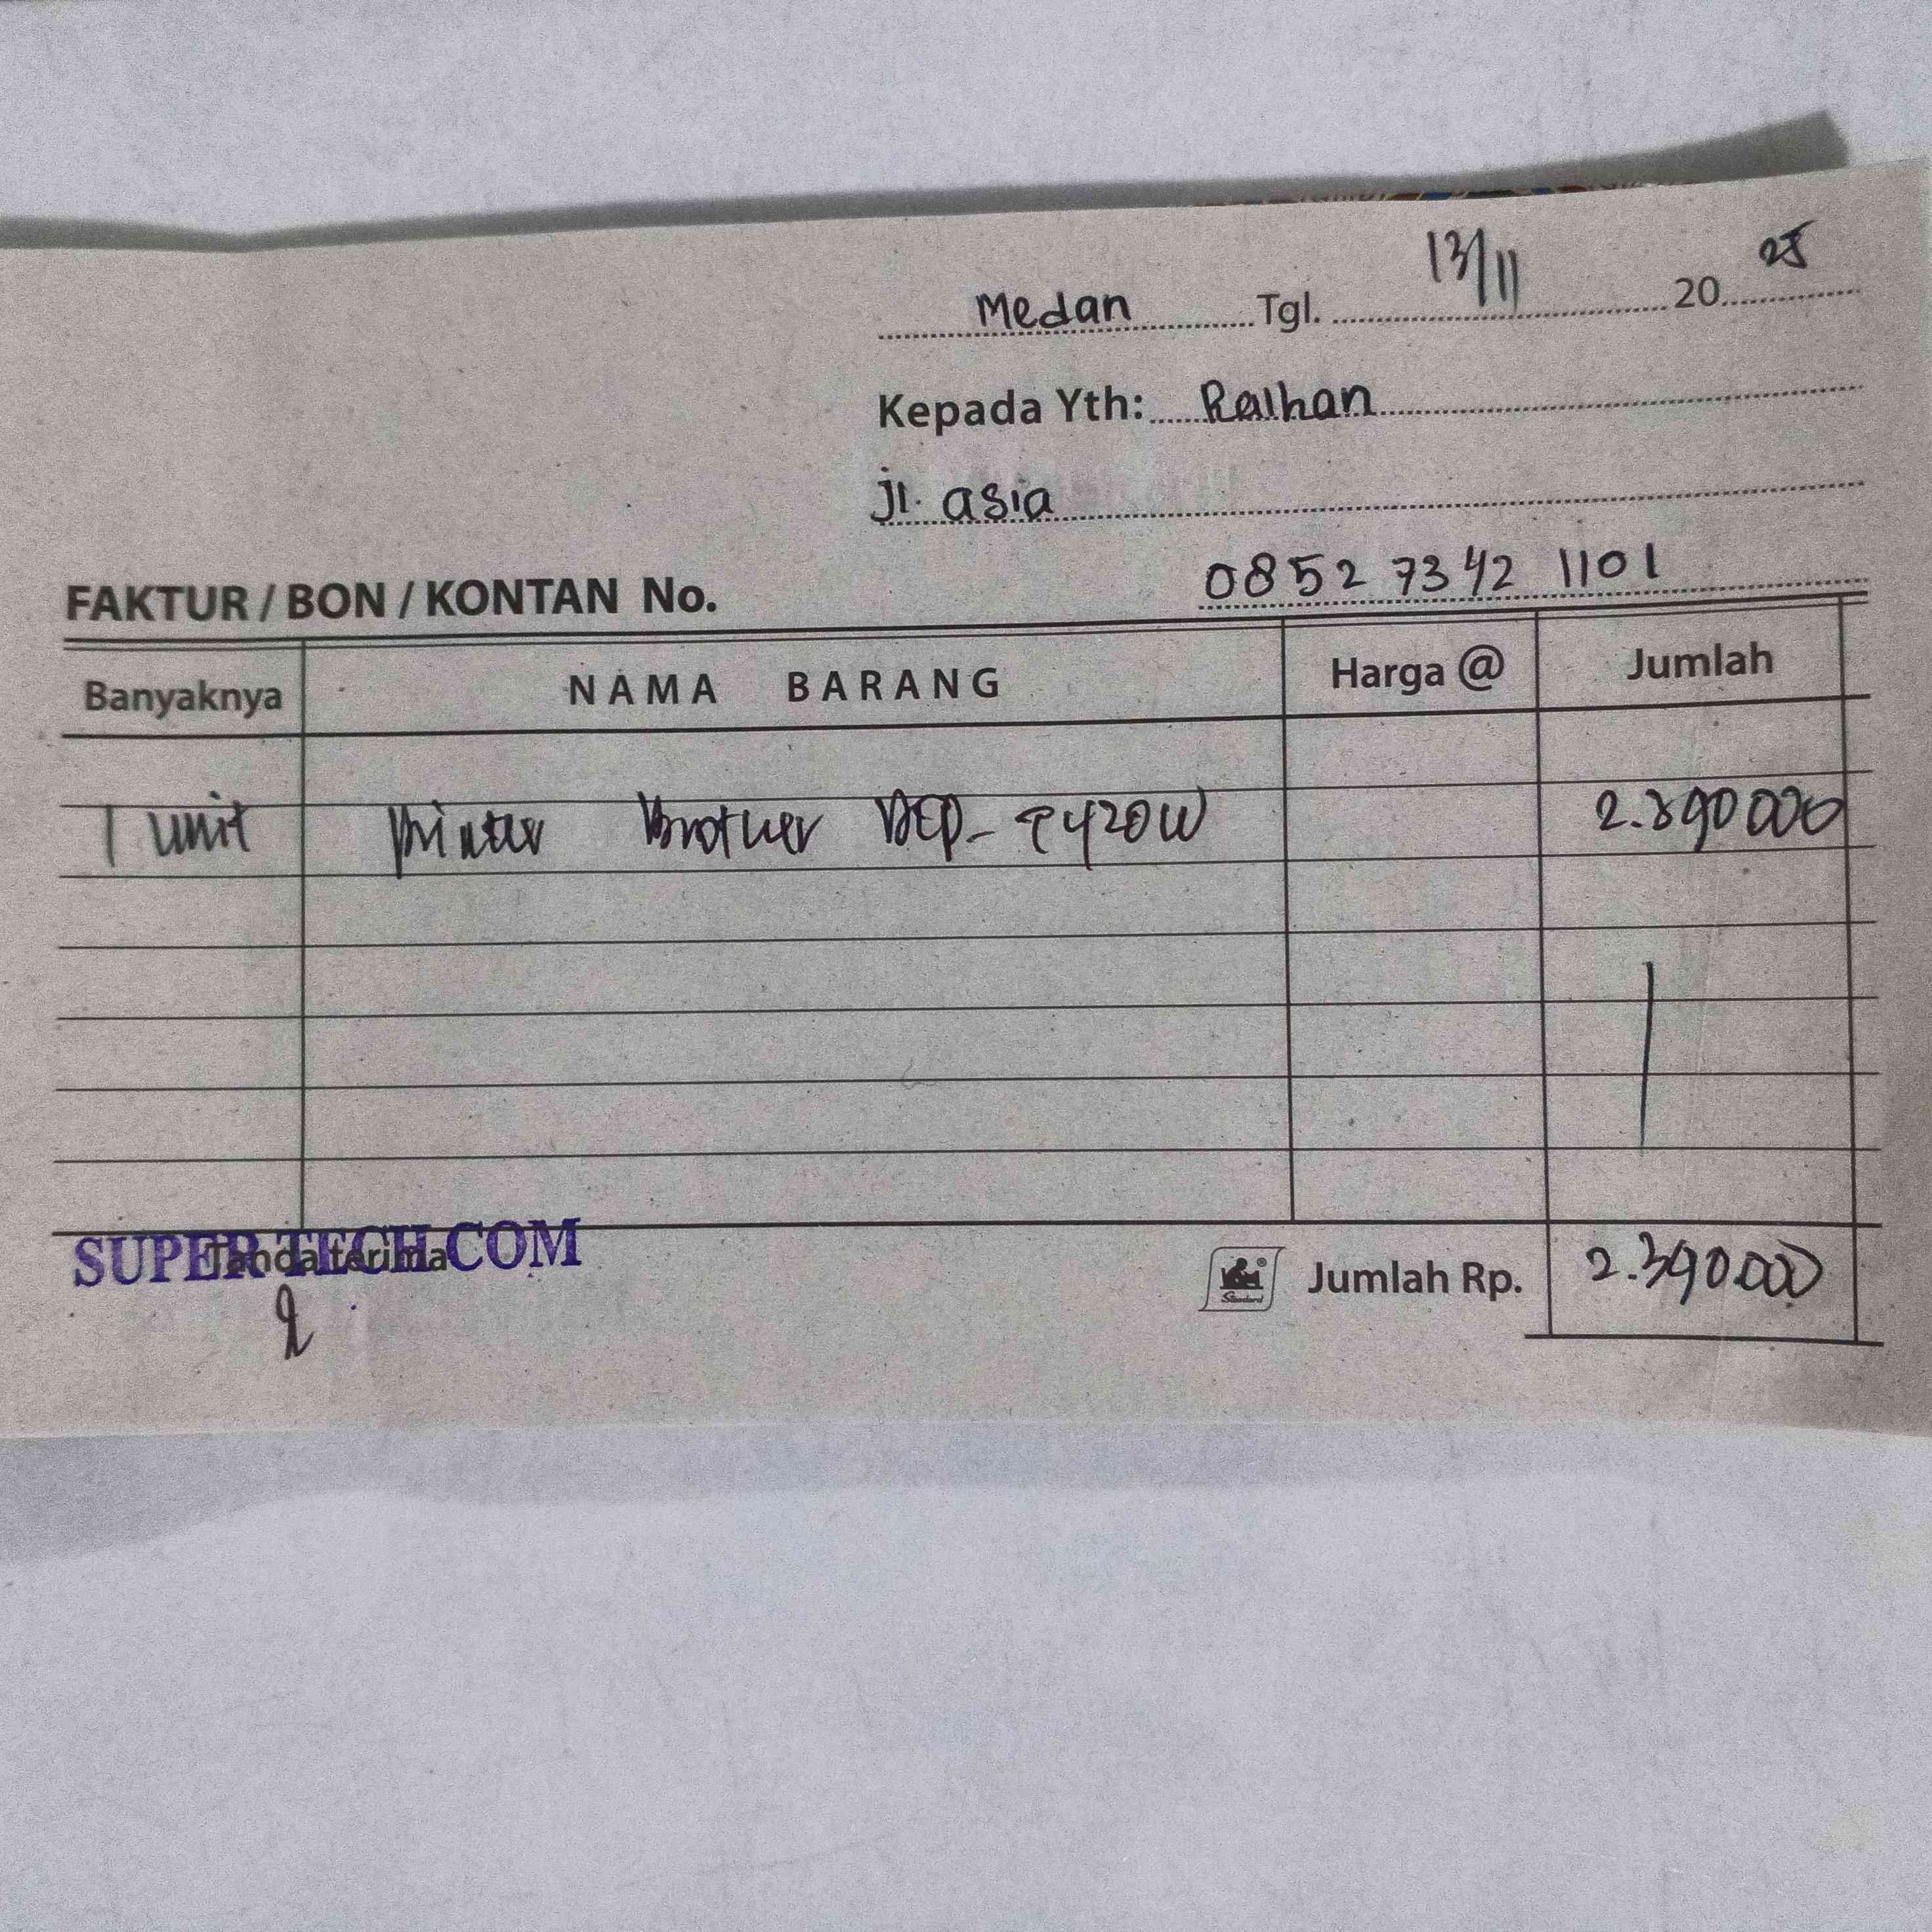 Medan Tgl. 13/11 20 25
Kepada Yth: Raihan
Jl. asia
0852 7342 1101
FAKTUR / BON / KONTAN No.
Banyaknya NAMA BARANG Harga @ Jumlah
1 unit Printer Brother DCP-T420W 2.390000
SUPER TECH.COM
Tanda terima
Standard
Jumlah Rp. 2.390.000